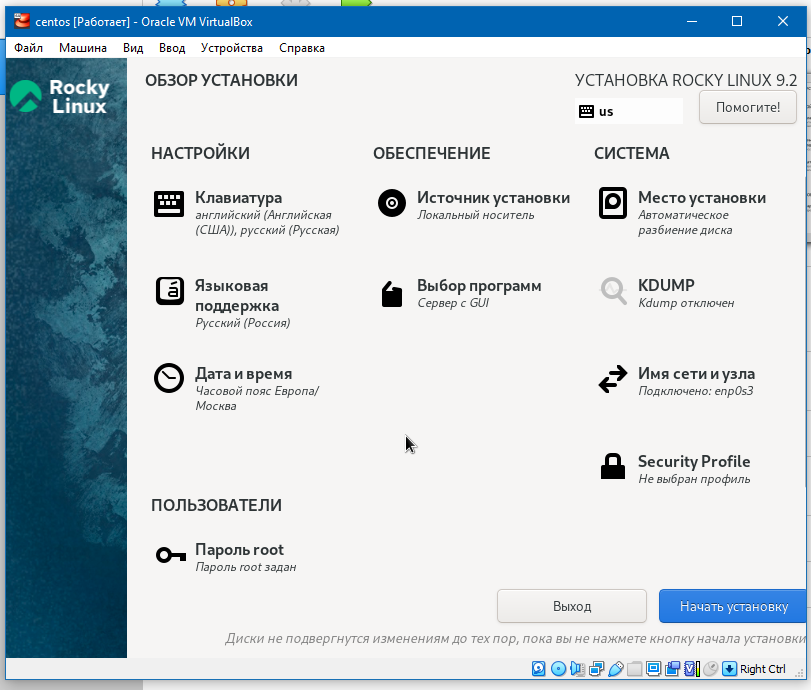 centos [Работает] - Oracle VM VirtualBox
Файл Машина Вид Ввод Устройства Справка
Rocky
Linux
ОБЗОР УСТАНОВКИ
УСТАНОВКА ROCKY LINUX 9.2
us
Помогите!
НАСТРОЙКИ
Клавиатура
английский (Английская
(США)), русский (Русская)
Языковая
поддержка
Русский (Россия)
Дата и время
Часовой пояс Европа/
Москва
ОБЕСПЕЧЕНИЕ
Источник установки
Локальный носитель
Выбор программ
Сервер с GUI
СИСТЕМА
Место установки
Автоматическое
разбиение диска
KDUMP
Kdump отключен
Имя сети и узла
Подключено: enp0s3
Security Profile
Не выбран профиль
ПОЛЬЗОВАТЕЛИ
Пароль root
Пароль root задан
Выход
Начать установку
Диски не подвергнутся изменениям до тех пор, пока вы не нажмете кнопку начала установки
Right Ctrl